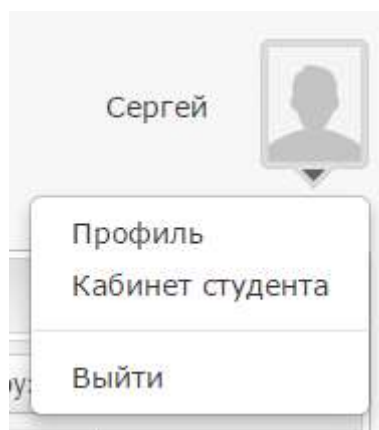 Сергей
Профиль
Кабинет студента
Выйти